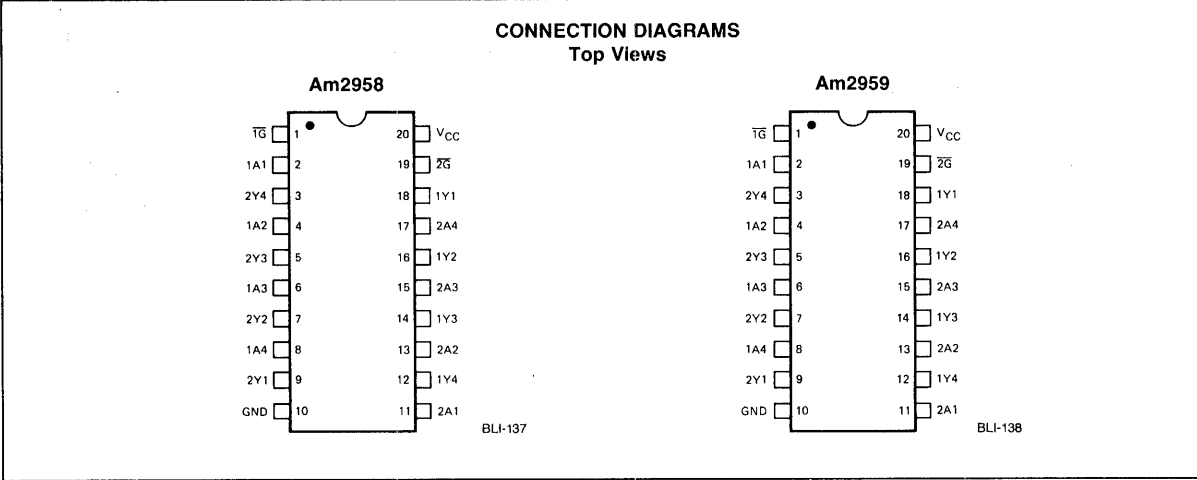 CONNECTION DIAGRAMS
Top Views
Am2958
1G̅ 1 20 VCC
1A1 2 19 2G̅
2Y4 3 18 1Y1
1A2 4 17 2A4
2Y3 5 16 1Y2
1A3 6 15 2A3
2Y2 7 14 1Y3
1A4 8 13 2A2
2Y1 9 12 1Y4
GND 10 11 2A1
BLI-137
Am2959
1G̅ 1 20 VCC
1A1 2 19 2G̅
2Y4 3 18 1Y1
1A2 4 17 2A4
2Y3 5 16 1Y2
1A3 6 15 2A3
2Y2 7 14 1Y3
1A4 8 13 2A2
2Y1 9 12 1Y4
GND 10 11 2A1
BLI-138